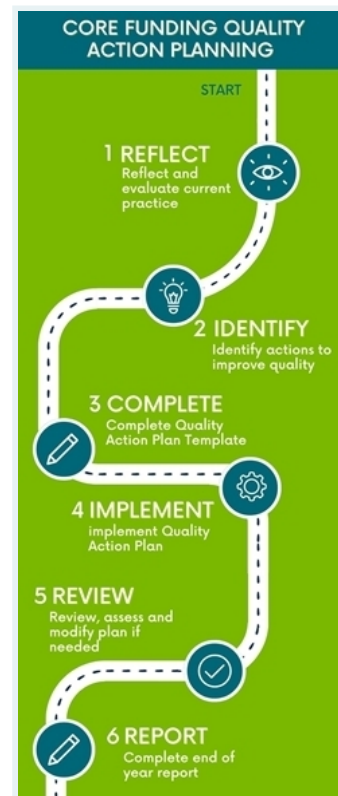 CORE FUNDING QUALITY
ACTION PLANNING
START
1 REFLECT
Reflect and
evaluate current
practice
2 IDENTIFY
Identify actions to
improve quality
3 COMPLETE
Complete Quality
Action Plan Template
4 IMPLEMENT
implement Quality
Action Plan
5 REVIEW
Review, assess and
modify plan if
needed
6 REPORT
Complete end of
year report